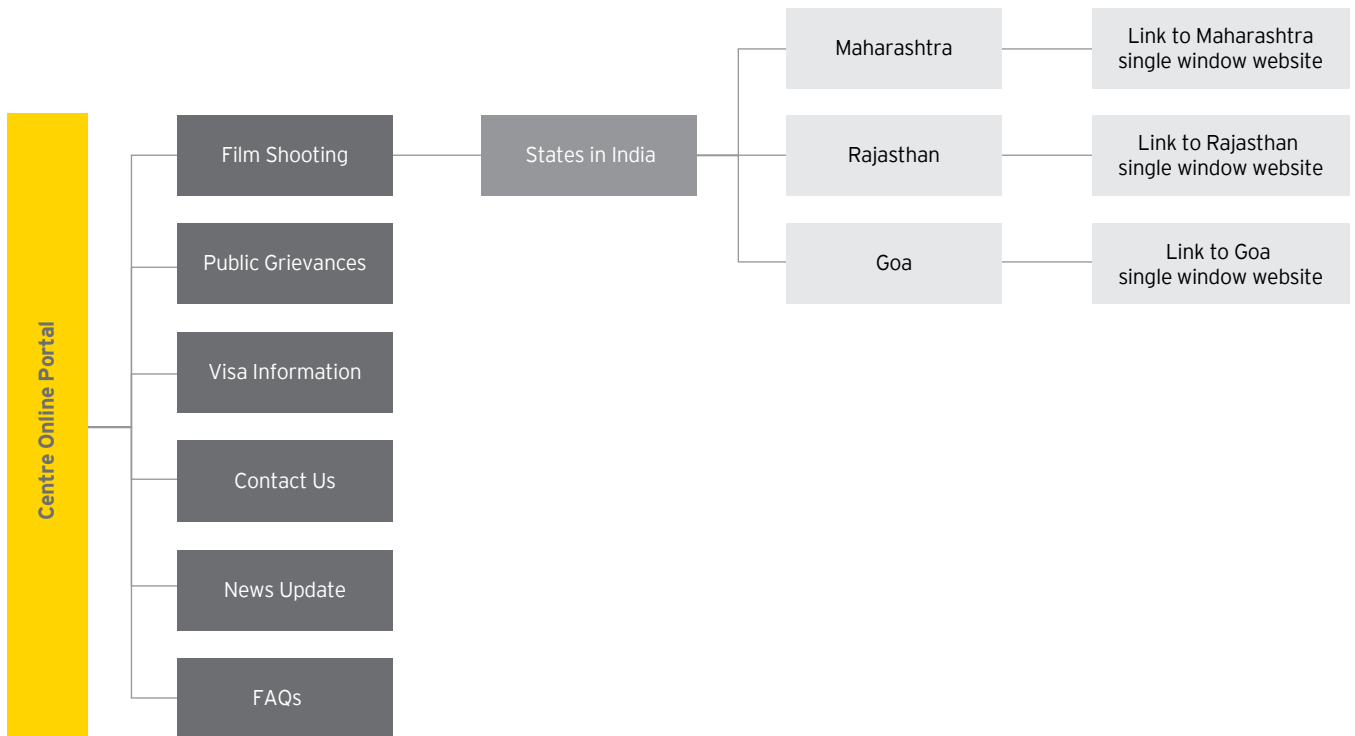 Centre Online Portal
Film Shooting
Public Grievances
Visa Information
Contact Us
News Update
FAQs
States in India
Maharashtra
Rajasthan
Goa
Link to Maharashtra
single window website
Link to Rajasthan
single window website
Link to Goa
single window website